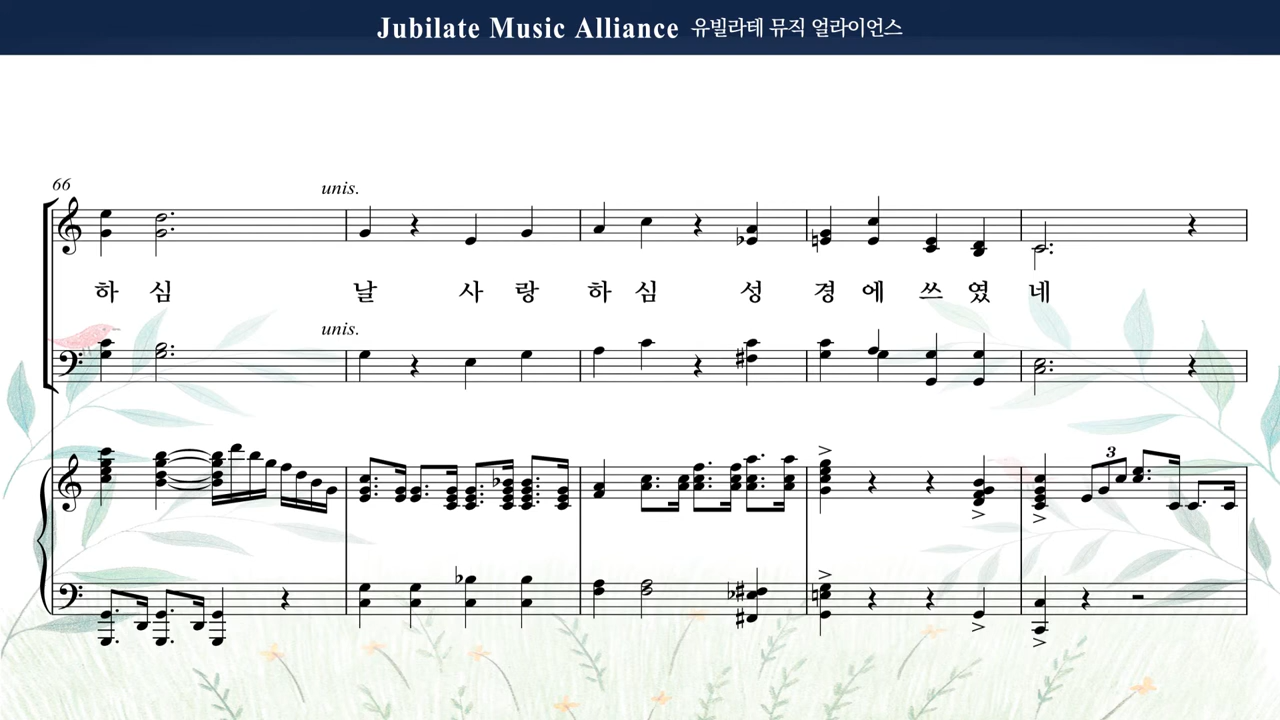 Jubilate Music Alliance 유빌라테 뮤직 얼라이언스
66
unis.
하 심 날 사 랑 하 심 성 경 에 쓰 였 네
unis.
3